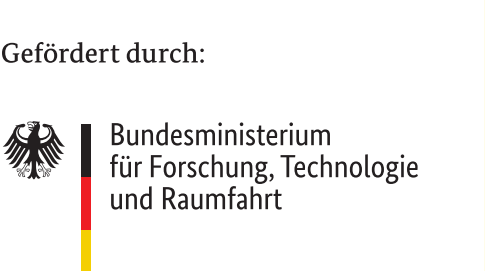 Gefördert durch:
Bundesministerium
für Forschung, Technologie
und Raumfahrt